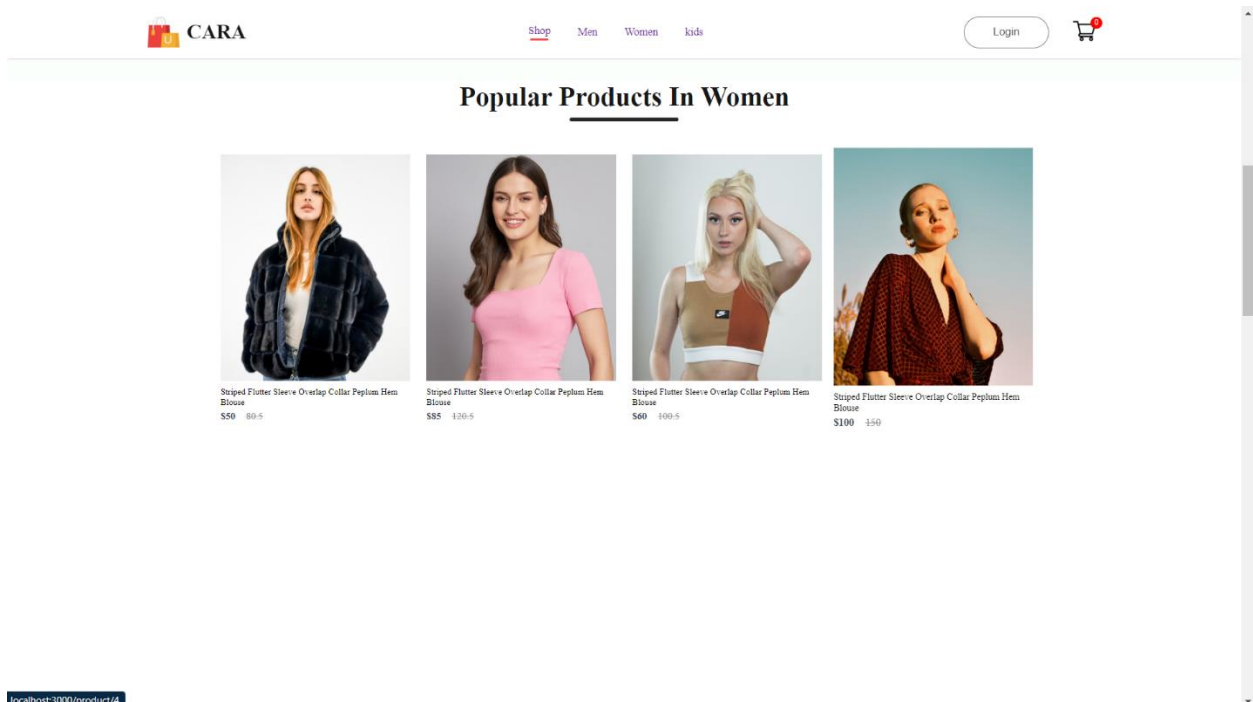 CARA
Shop Men Women kids
Login
0
Popular Products In Women
Striped Flutter Sleeve Overlap Collar Peplum Hem
Blouse
$50 80.5
Striped Flutter Sleeve Overlap Collar Peplum Hem
Blouse
$85 120.5
Striped Flutter Sleeve Overlap Collar Peplum Hem
Blouse
$60 100.5
Striped Flutter Sleeve Overlap Collar Peplum Hem
Blouse
$100 150
localhost:3000/product/4